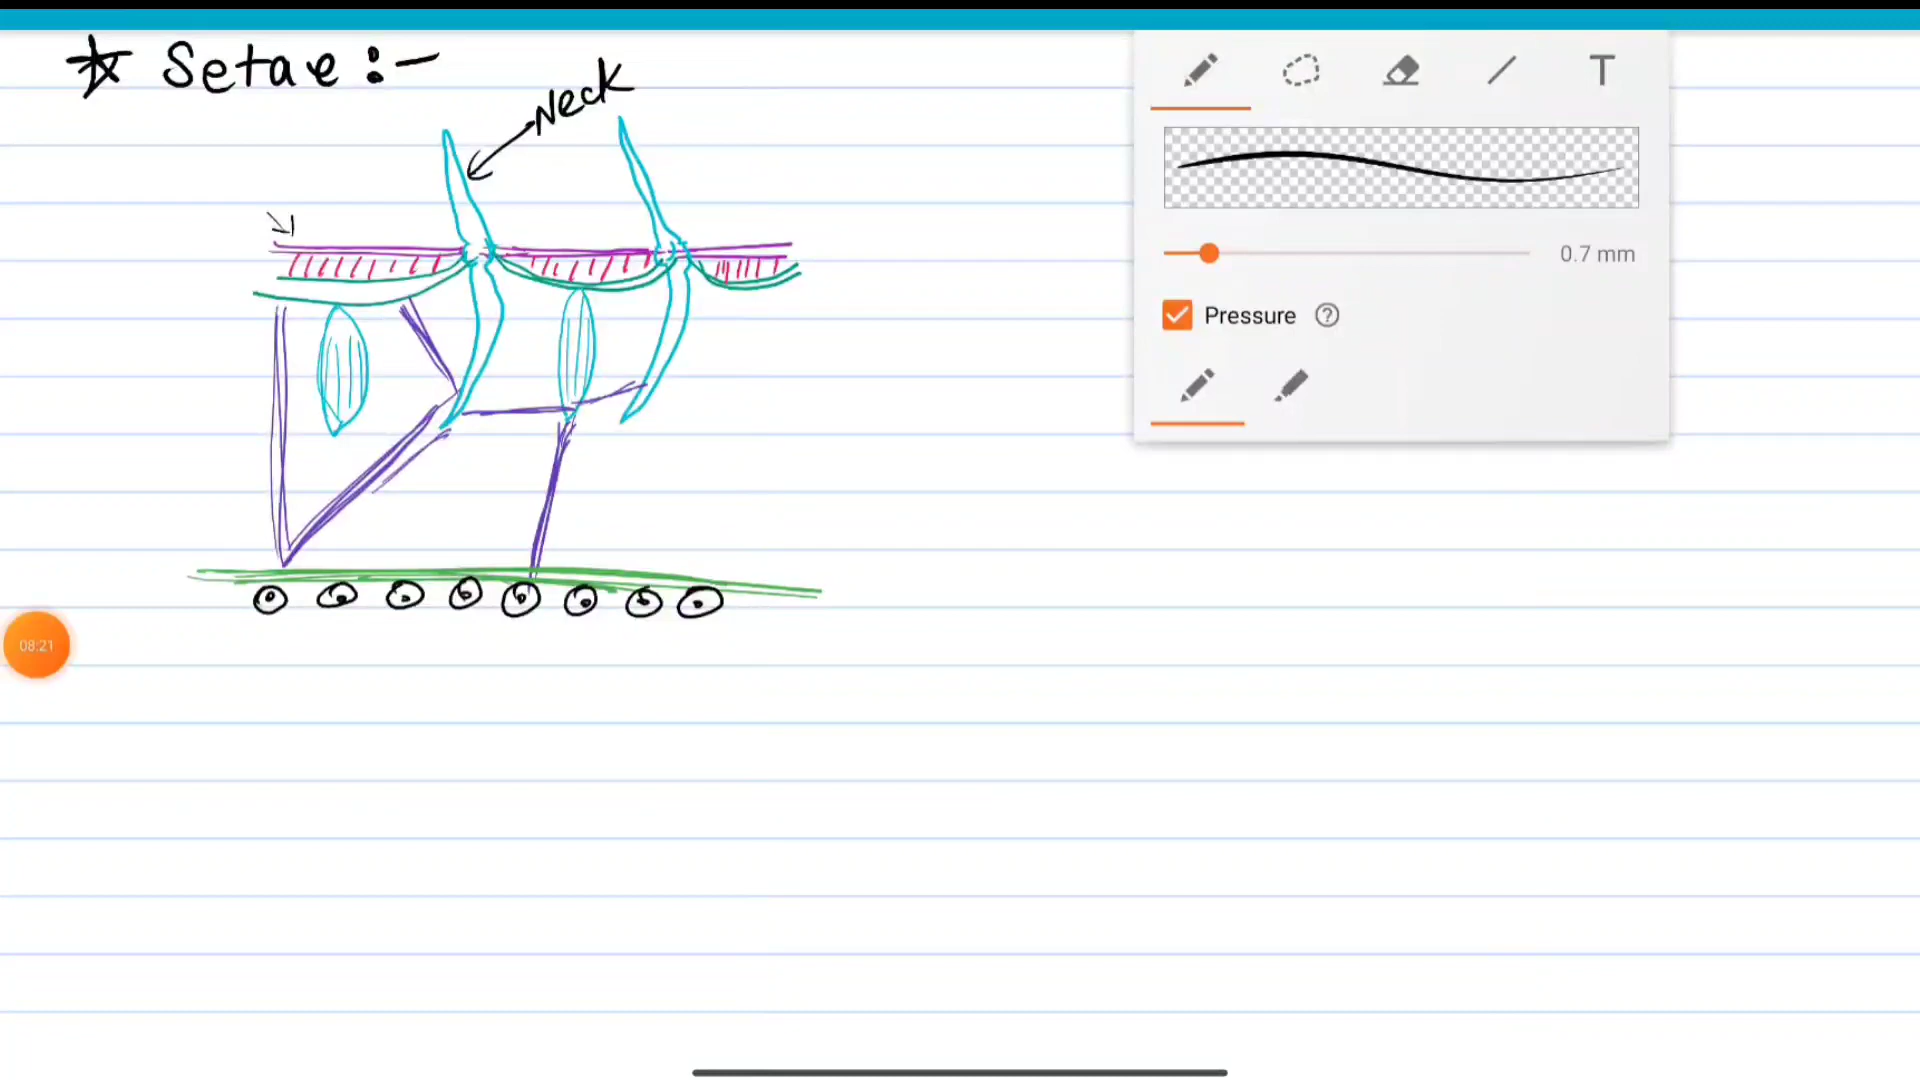 ☆ Setae :-
Neck
T
0.7 mm
Pressure ?
08:21